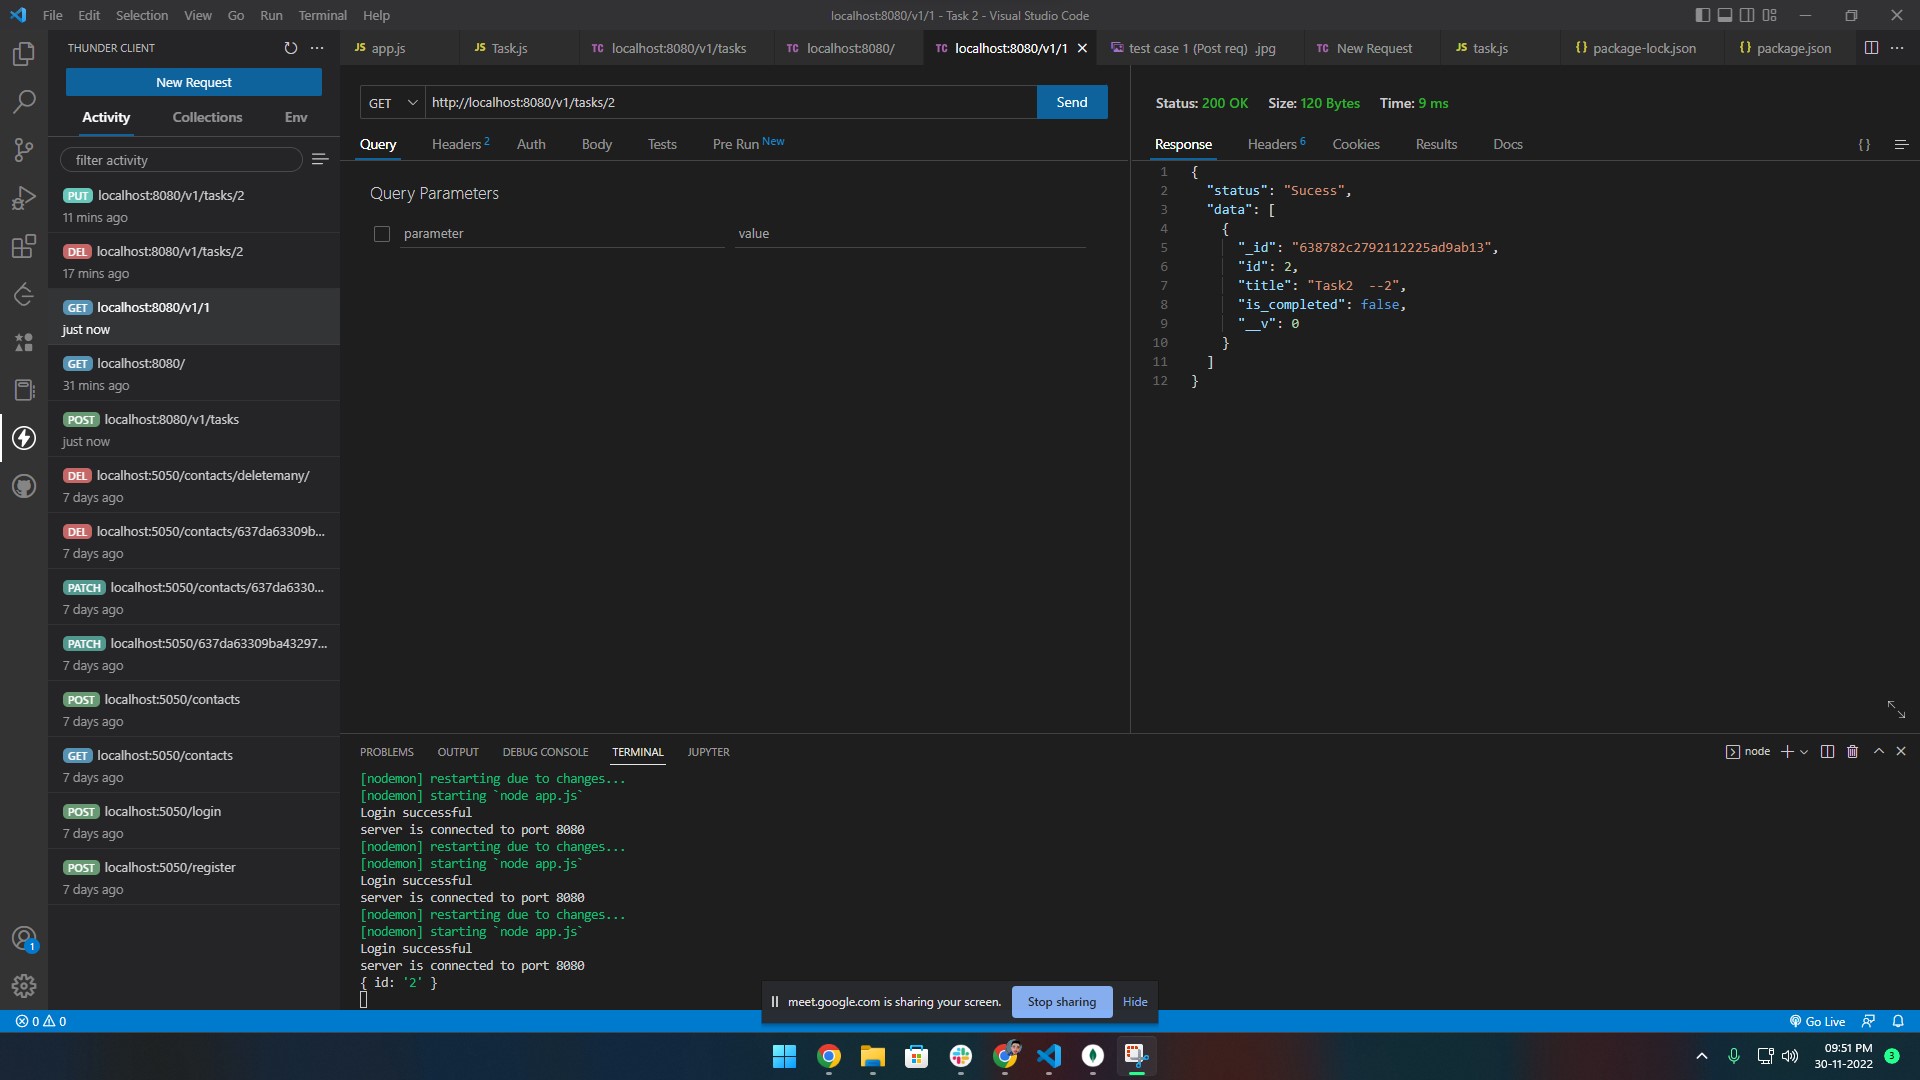 File Edit Selection View Go Run Terminal Help
localhost:8080/v1/1 - Task 2 - Visual Studio Code
THUNDER CLIENT
New Request
Activity Collections Env
filter activity
PUT localhost:8080/v1/tasks/2
11 mins ago
DEL localhost:8080/v1/tasks/2
17 mins ago
GET localhost:8080/v1/1
just now
GET localhost:8080/
31 mins ago
POST localhost:8080/v1/tasks
just now
DEL localhost:5050/contacts/deletemany/
7 days ago
DEL localhost:5050/contacts/637da63309b...
7 days ago
PATCH localhost:5050/contacts/637da6330...
7 days ago
PATCH localhost:5050/637da63309ba43297...
7 days ago
POST localhost:5050/contacts
7 days ago
GET localhost:5050/contacts
7 days ago
POST localhost:5050/login
7 days ago
POST localhost:5050/register
7 days ago
1
JS app.js
JS Task.js
TC localhost:8080/v1/tasks
TC localhost:8080/
TC localhost:8080/v1/1
test case 1 (Post req) .jpg
TC New Request
JS task.js
{} package-lock.json
{} package.json
GET http://localhost:8080/v1/tasks/2 Send
Query Headers 2 Auth Body Tests Pre Run New
Query Parameters
parameter value
Status: 200 OK Size: 120 Bytes Time: 9 ms
Response Headers 6 Cookies Results Docs {}
1 {
2 "status": "Sucess",
3 "data": [
4 {
5 "_id": "638782c2792112225ad9ab13",
6 "id": 2,
7 "title": "Task2  --2",
8 "is_completed": false,
9 "__v": 0
10 }
11 ]
12 }
PROBLEMS OUTPUT DEBUG CONSOLE TERMINAL JUPYTER
node
[nodemon] restarting due to changes...
[nodemon] starting `node app.js`
Login successful
server is connected to port 8080
[nodemon] restarting due to changes...
[nodemon] starting `node app.js`
Login successful
server is connected to port 8080
[nodemon] restarting due to changes...
[nodemon] starting `node app.js`
Login successful
server is connected to port 8080
{ id: '2' }
meet.google.com is sharing your screen. Stop sharing Hide
0 0
Go Live
09:51 PM
30-11-2022
3